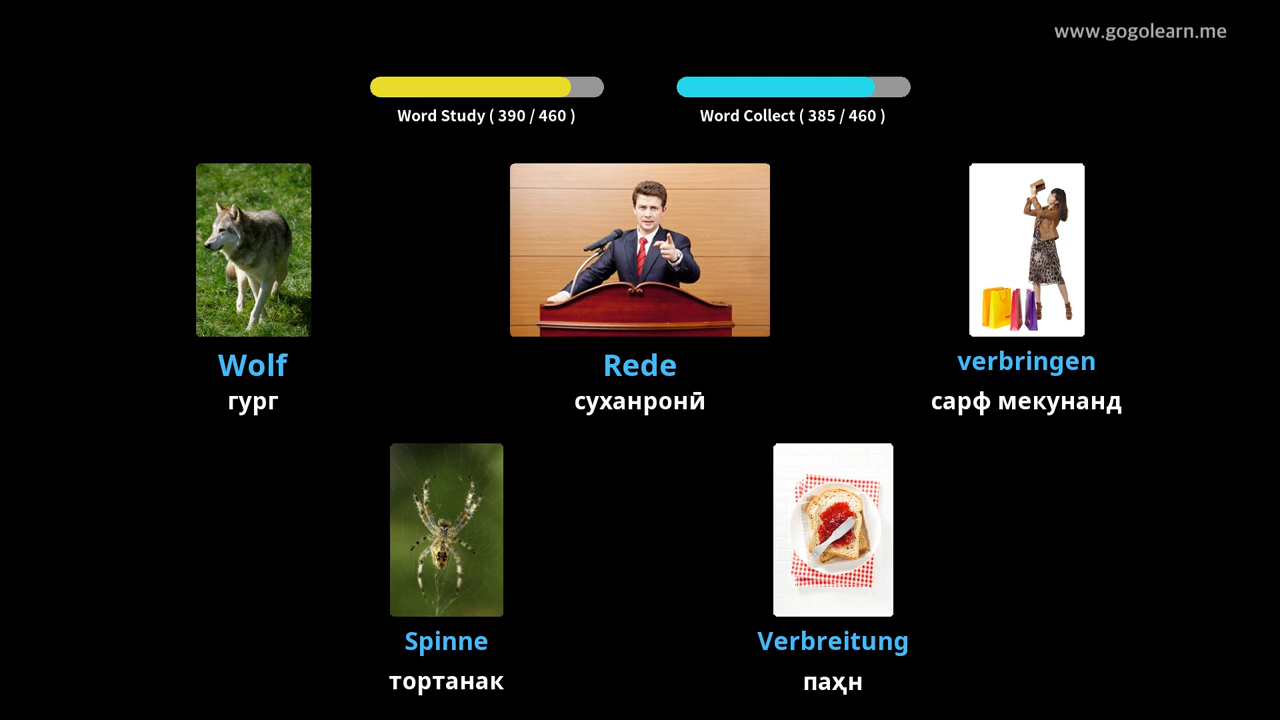 www.gogolearn.me
Word Study ( 390 / 460 )
Word Collect ( 385 / 460 )
Wolf
гург
Rede
суханронӣ
verbringen
сарф мекунанд
Spinne
тортанак
Verbreitung
паҳн